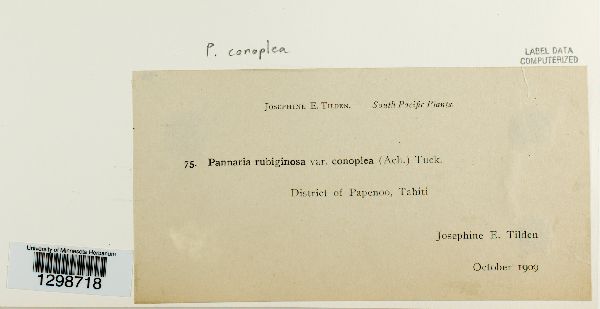 P. conoplea
LABEL DATA
COMPUTERIZED
JOSEPHINE E. TILDEN. South Pacific Plants.
75. Pannaria rubiginosa var. conoplea (Ach.) Tuck.
District of Papenoo, Tahiti
Josephine E. Tilden
October 1909
University of Minnesota Herbarium
1298718